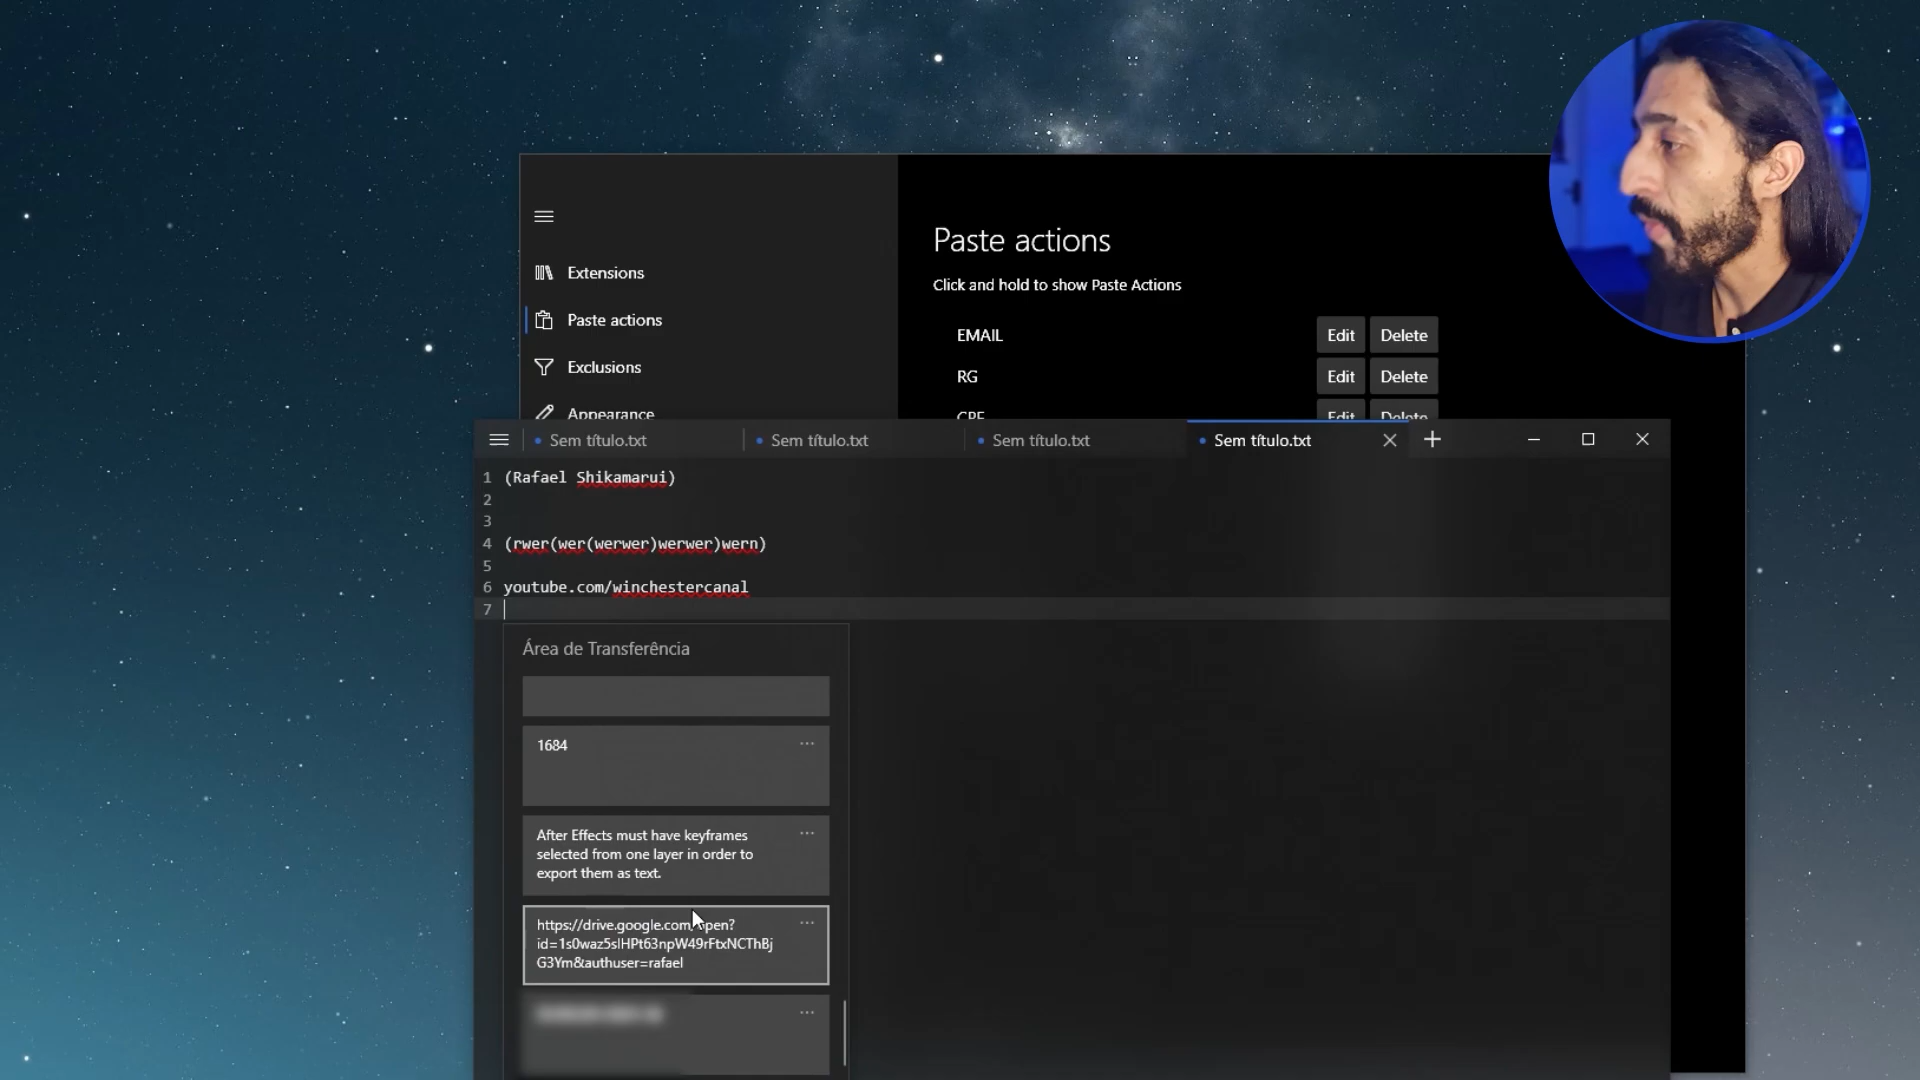 Paste actions
Click and hold to show Paste Actions
Extensions
Paste actions
Exclusions
Appearance
EMAIL Edit Delete
RG Edit Delete
CPF Edit Delete
Sem título.txt
Sem título.txt
Sem título.txt
Sem título.txt
1 (Rafael Shikamarui)
2
3
4 (rwer(wer(werwer)werwer)wern)
5
6 youtube.com/winchestercanal
7
Área de Transferência
1684
After Effects must have keyframes
selected from one layer in order to
export them as text.
https://drive.google.com/open?
id=1s0waz5slHPt63npW49rFtxNCThBj
G3Ym&authuser=rafael